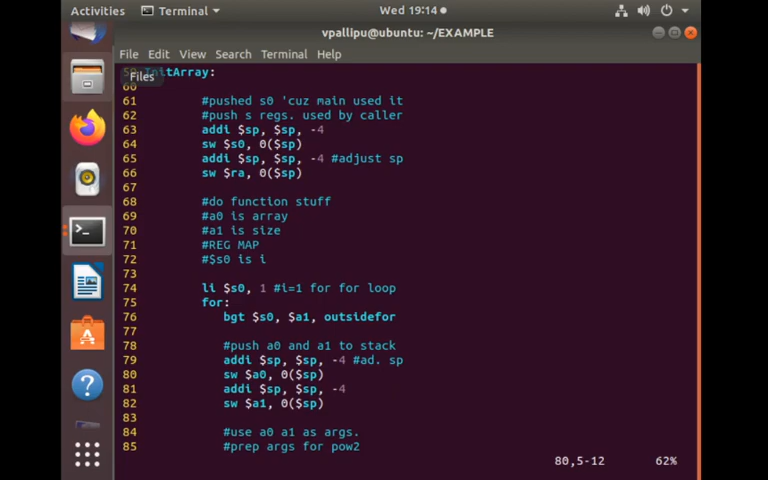 Activities Terminal Wed 19:14
vpallipu@ubuntu: ~/EXAMPLE
File Edit View Search Terminal Help
Files
59 InitArray:
60
61 #pushed s0 'cuz main used it
62 #push s regs. used by caller
63 addi $sp, $sp, -4
64 sw $s0, 0($sp)
65 addi $sp, $sp, -4 #adjust sp
66 sw $ra, 0($sp)
67
68 #do function stuff
69 #a0 is array
70 #a1 is size
71 #REG MAP
72 #$s0 is i
73
74 li $s0, 1 #i=1 for for loop
75 for:
76 bgt $s0, $a1, outsidefor
77
78 #push a0 and a1 to stack
79 addi $sp, $sp, -4 #ad. sp
80 sw $a0, 0($sp)
81 addi $sp, $sp, -4
82 sw $a1, 0($sp)
83
84 #use a0 a1 as args.
85 #prep args for pow2
80,5-12 62%